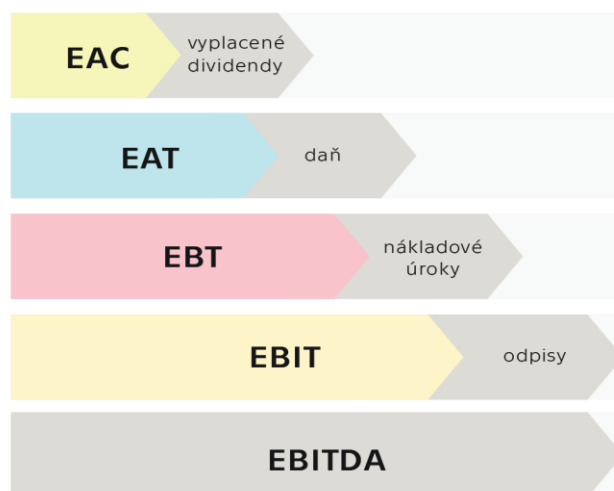 EAC
vyplacené
dividendy
EAT
daň
EBT
nákladové
úroky
EBIT
odpisy
EBITDA